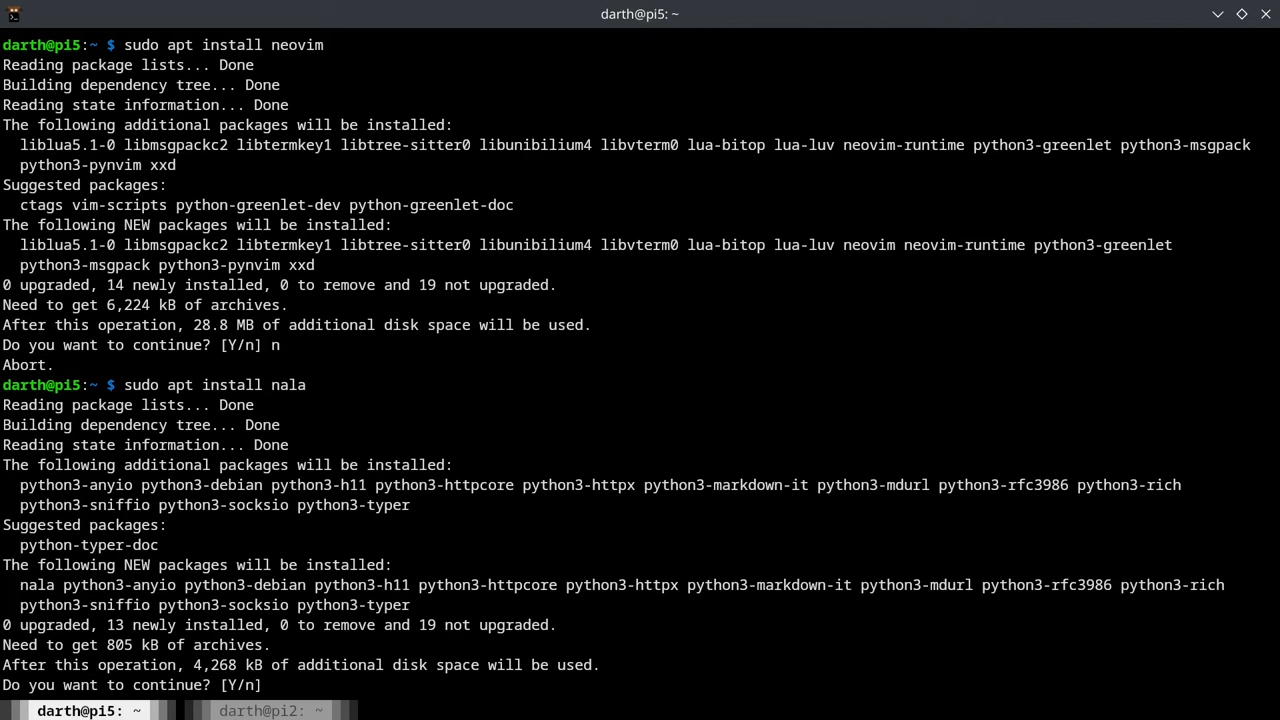 darth@pi5: ~
darth@pi5:~ $ sudo apt install neovim
Reading package lists... Done
Building dependency tree... Done
Reading state information... Done
The following additional packages will be installed:
  liblua5.1-0 libmsgpackc2 libtermkey1 libtree-sitter0 libunibilium4 libvterm0 lua-bitop lua-luv neovim-runtime python3-greenlet python3-msgpack
  python3-pynvim xxd
Suggested packages:
  ctags vim-scripts python-greenlet-dev python-greenlet-doc
The following NEW packages will be installed:
  liblua5.1-0 libmsgpackc2 libtermkey1 libtree-sitter0 libunibilium4 libvterm0 lua-bitop lua-luv neovim neovim-runtime python3-greenlet
  python3-msgpack python3-pynvim xxd
0 upgraded, 14 newly installed, 0 to remove and 19 not upgraded.
Need to get 6,224 kB of archives.
After this operation, 28.8 MB of additional disk space will be used.
Do you want to continue? [Y/n] n
Abort.
darth@pi5:~ $ sudo apt install nala
Reading package lists... Done
Building dependency tree... Done
Reading state information... Done
The following additional packages will be installed:
  python3-anyio python3-debian python3-h11 python3-httpcore python3-httpx python3-markdown-it python3-mdurl python3-rfc3986 python3-rich
  python3-sniffio python3-socksio python3-typer
Suggested packages:
  python-typer-doc
The following NEW packages will be installed:
  nala python3-anyio python3-debian python3-h11 python3-httpcore python3-httpx python3-markdown-it python3-mdurl python3-rfc3986 python3-rich
  python3-sniffio python3-socksio python3-typer
0 upgraded, 13 newly installed, 0 to remove and 19 not upgraded.
Need to get 805 kB of archives.
After this operation, 4,268 kB of additional disk space will be used.
Do you want to continue? [Y/n]
darth@pi5: ~ darth@pi2: ~